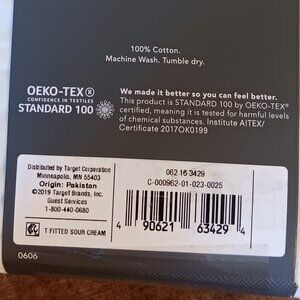 100% Cotton.
Machine Wash. Tumble dry.
OEKO-TEX®
CONFIDENCE IN TEXTILES
STANDARD 100
We made it better so you can feel better.
This product is STANDARD 100 by OEKO-TEX®
certified, meaning it is tested for harmful levels
of chemical substances. Institute AITEX/
Certificate 2017OK0199
Distributed by Target Corporation
Minneapolis, MN 55403
Origin: Pakistan
©2019 Target Brands, Inc.
Guest Services
1-800-440-0680
T FITTED SOUR CREAM
062 16 3429
C-000962-01-023-0025
4 90621 63429 4
0606